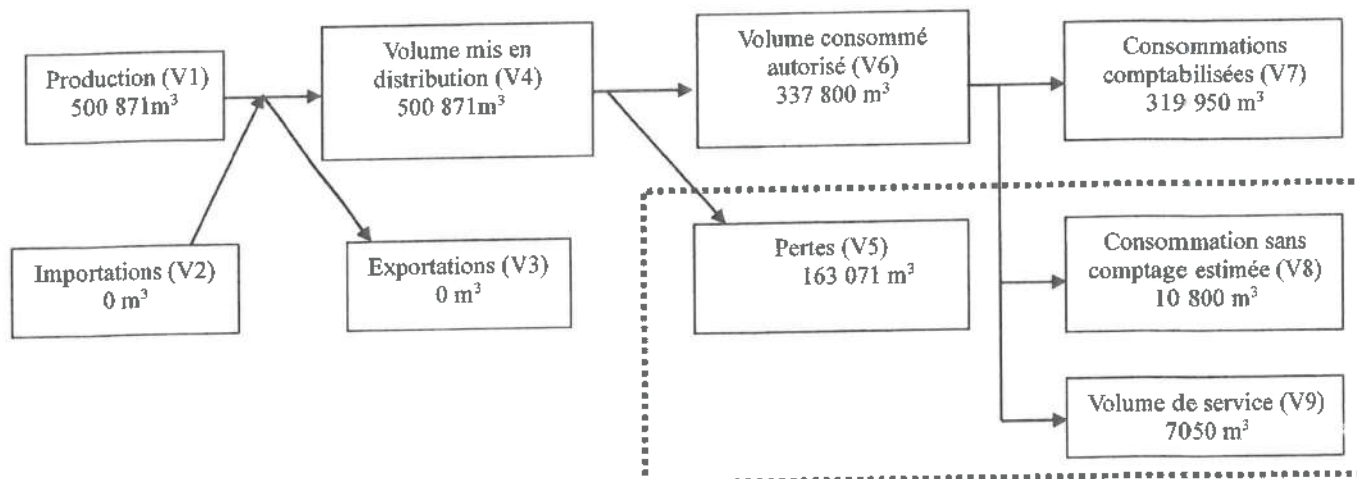 Production (V1)
500 871m³
Volume mis en
distribution (V4)
500 871m³
Volume consommé
autorisé (V6)
337 800 m³
Consommations
comptabilisées (V7)
319 950 m³
Importations (V2)
0 m³
Exportations (V3)
0 m³
Pertes (V5)
163 071 m³
Consommation sans
comptage estimée (V8)
10 800 m³
Volume de service (V9)
7050 m³